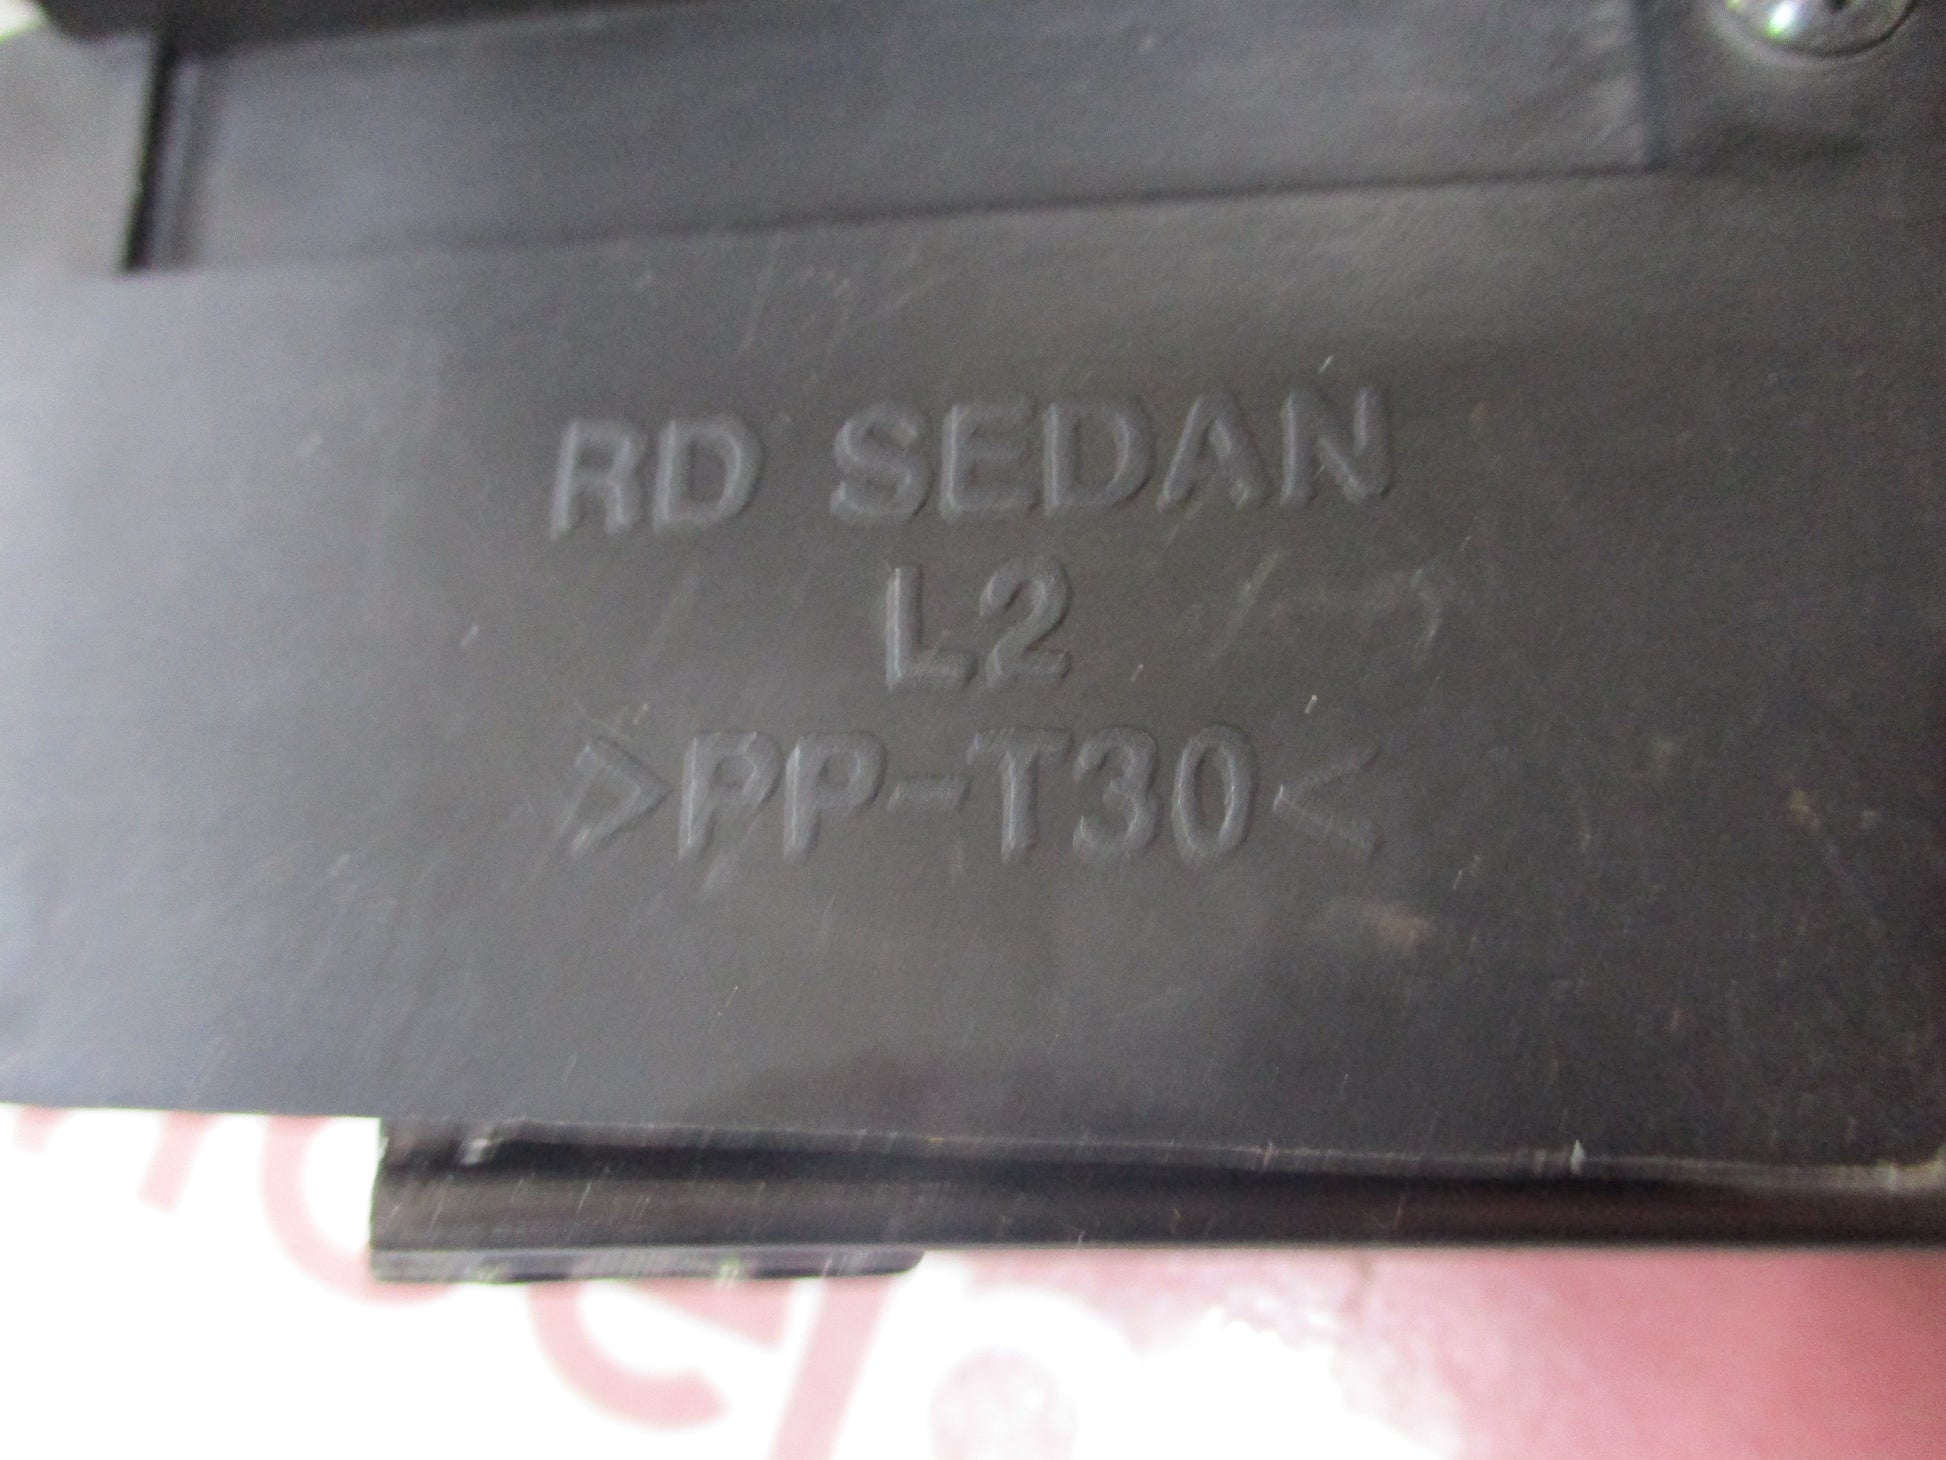 RD SEDAN
L2
>PP-T30<